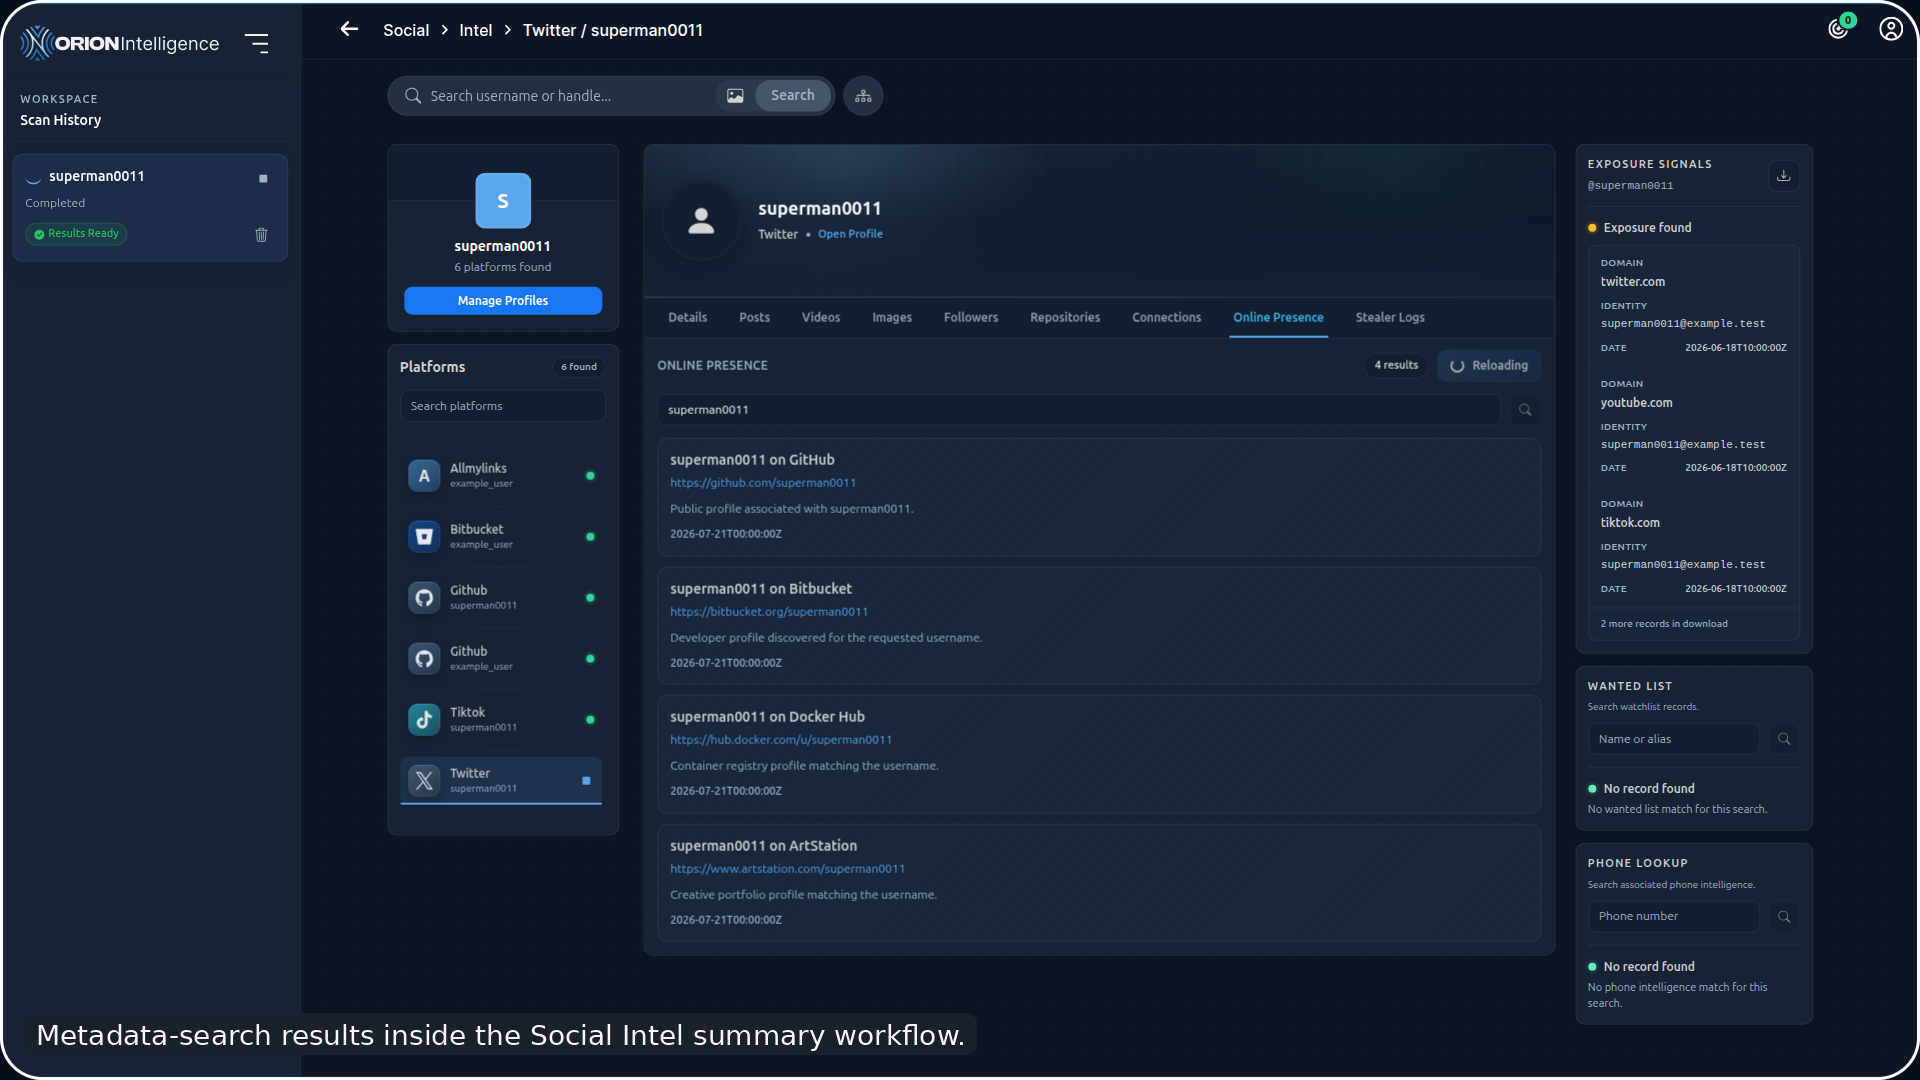 ORION Intelligence
WORKSPACE
Scan History
superman0011
Completed
Results Ready
Social > Intel > Twitter / superman0011
0
Search username or handle...
Search
S
superman0011
6 platforms found
Manage Profiles
Platforms
6 found
Search platforms
A
Allmylinks
example_user
Bitbucket
example_user
Github
superman0011
Github
example_user
Tiktok
superman0011
Twitter
superman0011
superman0011
Twitter • Open Profile
Details Posts Videos Images Followers Repositories Connections Online Presence Stealer Logs
ONLINE PRESENCE
4 results
Reloading
superman0011
superman0011 on GitHub
https://github.com/superman0011
Public profile associated with superman0011.
2026-07-21T00:00:00Z
superman0011 on Bitbucket
https://bitbucket.org/superman0011
Developer profile discovered for the requested username.
2026-07-21T00:00:00Z
superman0011 on Docker Hub
https://hub.docker.com/u/superman0011
Container registry profile matching the username.
2026-07-21T00:00:00Z
superman0011 on ArtStation
https://www.artstation.com/superman0011
Creative portfolio profile matching the username.
2026-07-21T00:00:00Z
EXPOSURE SIGNALS
@superman0011
Exposure found
DOMAIN
twitter.com
IDENTITY
superman0011@example.test
DATE 2026-06-18T10:00:00Z
DOMAIN
youtube.com
IDENTITY
superman0011@example.test
DATE 2026-06-18T10:00:00Z
DOMAIN
tiktok.com
IDENTITY
superman0011@example.test
DATE 2026-06-18T10:00:00Z
2 more records in download
WANTED LIST
Search watchlist records.
Name or alias
No record found
No wanted list match for this search.
PHONE LOOKUP
Search associated phone intelligence.
Phone number
No record found
No phone intelligence match for this
search.
Metadata-search results inside the Social Intel summary workflow.